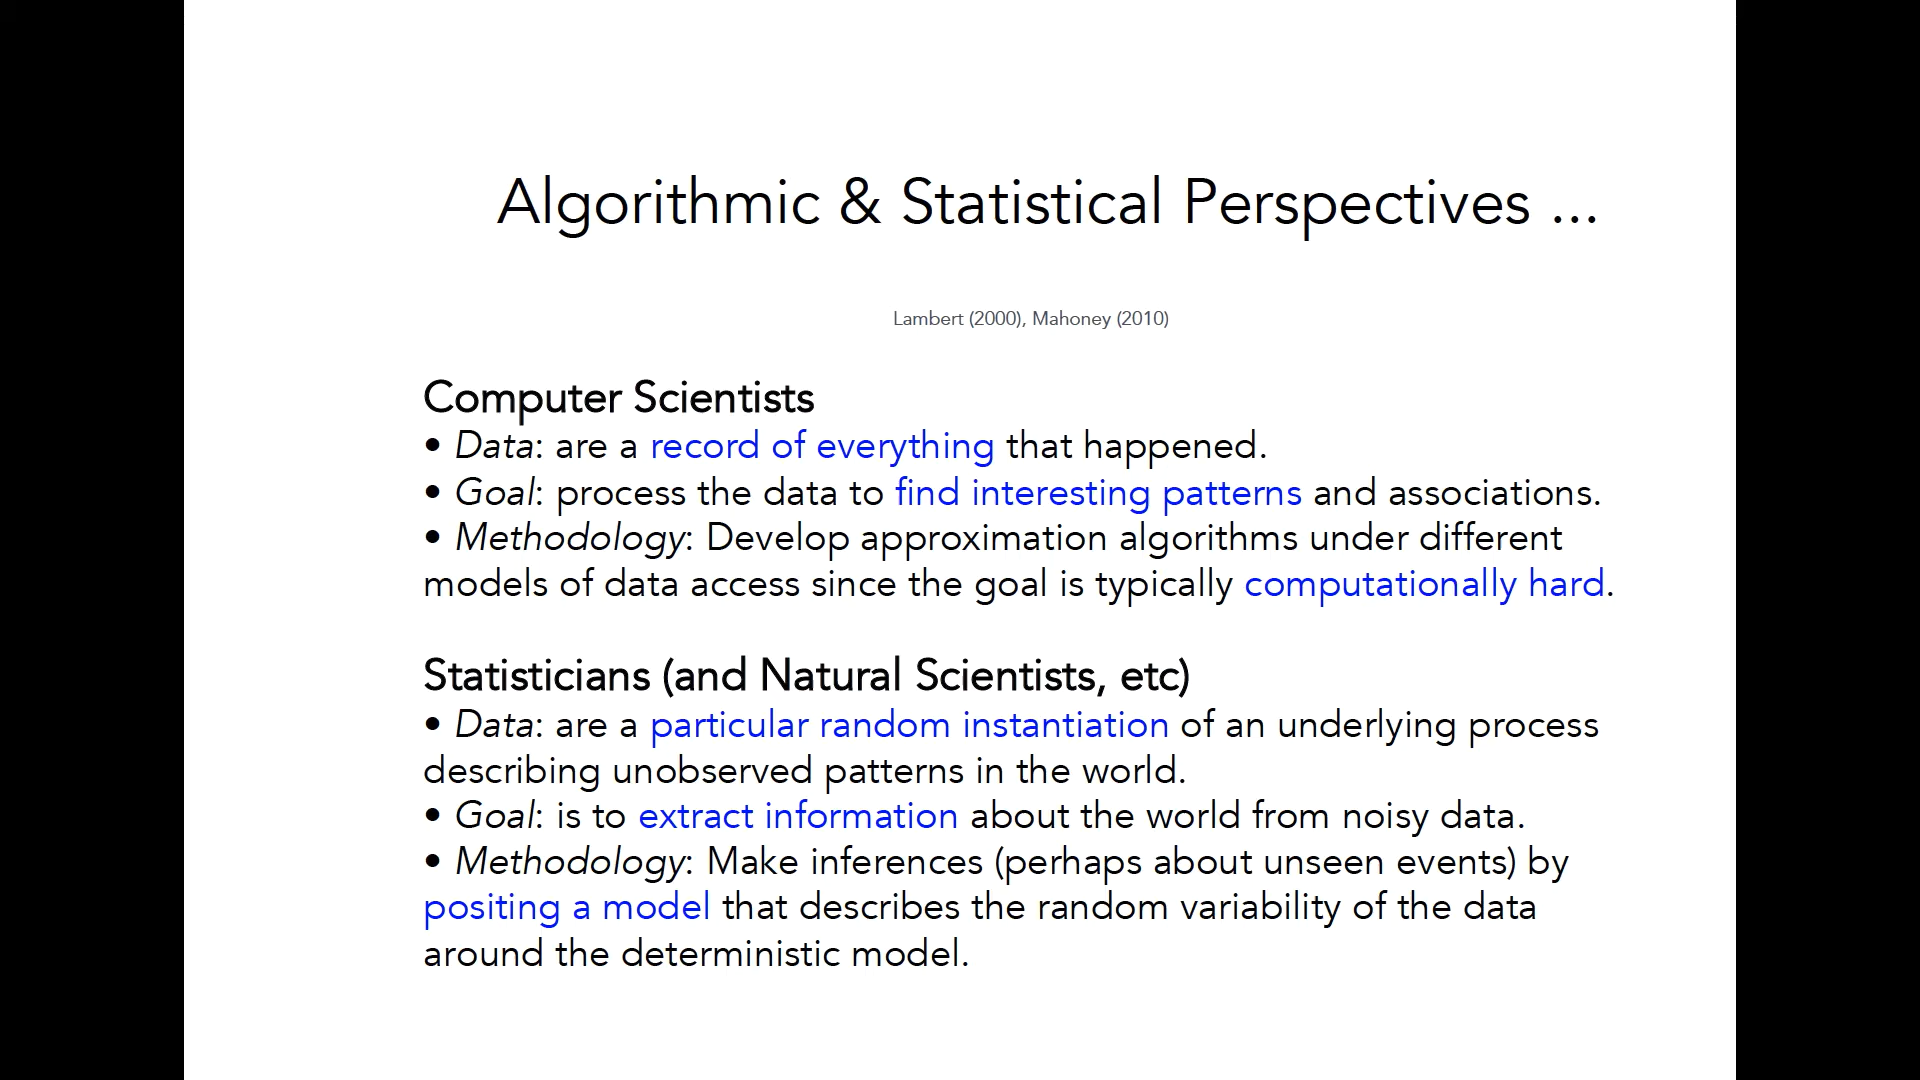 Algorithmic & Statistical Perspectives ...
Lambert (2000), Mahoney (2010)
Computer Scientists
• Data: are a record of everything that happened.
• Goal: process the data to find interesting patterns and associations.
• Methodology: Develop approximation algorithms under different
models of data access since the goal is typically computationally hard.
Statisticians (and Natural Scientists, etc)
• Data: are a particular random instantiation of an underlying process
describing unobserved patterns in the world.
• Goal: is to extract information about the world from noisy data.
• Methodology: Make inferences (perhaps about unseen events) by
positing a model that describes the random variability of the data
around the deterministic model.